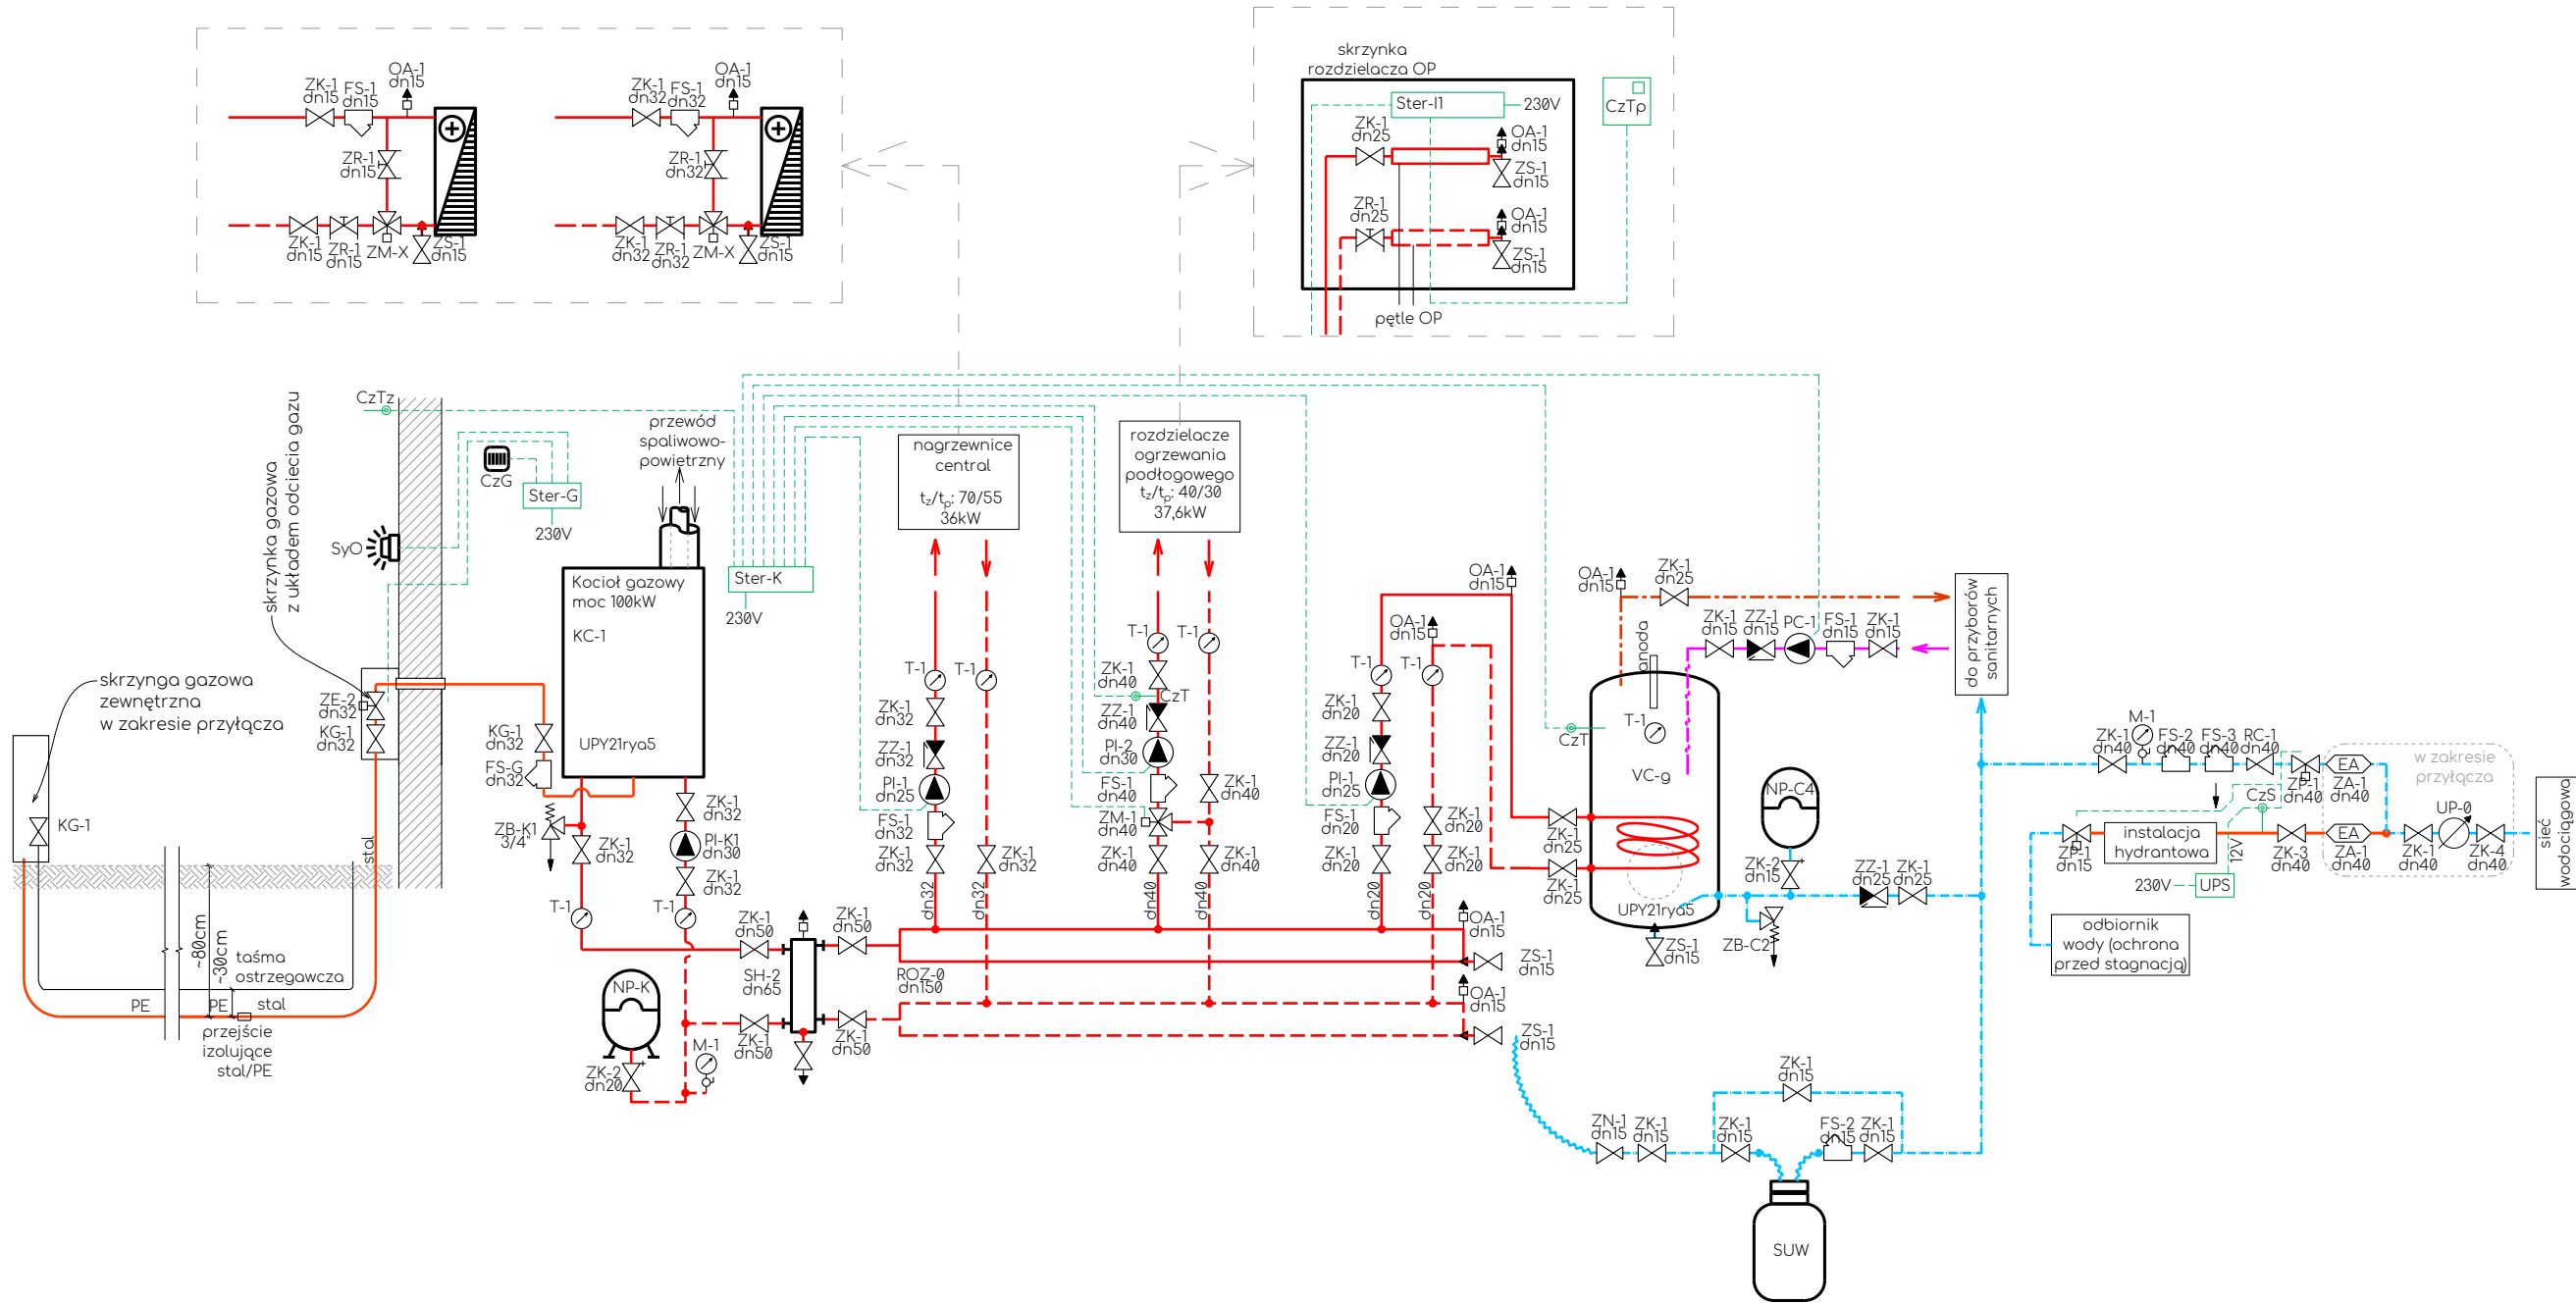 ZK-1
dn15
FS-1
dn15
OA-1
dn15
ZR-1
dn15
ZK-1
dn15
ZR-1
dn15
ZM-X
ZS-1
dn15
ZK-1
dn32
FS-1
dn32
OA-1
dn15
ZR-1
dn32
ZK-1
dn32
ZR-1
dn32
ZM-X
ZS-1
dn15
skrzynka
rozdzielacza OP
Ster-I1
230V
CzTp
ZK-1
dn25
OA-1
dn15
ZS-1
dn15
ZR-1
dn25
OA-1
dn15
ZS-1
dn15
pętle OP
CzTz
skrzynka gazowa
z układem odciecia gazu
CzG
Ster-G
230V
SyO
przewód
spaliwowo-
powietrzny
Kocioł gazowy
moc 100kW
KC-1
UPY21rya5
Ster-K
230V
nagrzewnice
central
tz/tp: 70/55
36kW
rozdzielacze
ogrzewania
podłogowego
tz/tp: 40/30
37,6kW
skrzynga gazowa
zewnętrzna
w zakresie przyłącza
KG-1
ZE-2
dn32
KG-1
dn32
stal
KG-1
dn32
FS-G
dn32
ZB-K1
3/4"
ZK-1
dn32
T-1
ZK-1
dn32
PI-K1
dn30
ZK-1
dn32
T-1
~80cm
~30cm
taśma
ostrzegawcza
PE
PE
stal
przejście
izolujące
stal/PE
NP-K
ZK-2
dn20
M-1
ZK-1
dn50
ZK-1
dn50
SH-2
dn65
ZK-1
dn50
ZK-1
dn50
ROZ-0
dn150
T-1
T-1
ZK-1
dn32
ZZ-1
dn32
PI-1
dn25
FS-1
dn32
ZK-1
dn32
ZK-1
dn32
dn32
dn32
T-1
T-1
ZK-1
dn40
CzT
ZZ-1
dn40
PI-2
dn30
FS-1
dn40
ZM-1
dn40
ZK-1
dn40
ZK-1
dn40
ZK-1
dn40
dn40
dn40
OA-1
dn15
OA-1
dn15
T-1
T-1
ZK-1
dn20
ZZ-1
dn20
PI-1
dn25
FS-1
dn20
ZK-1
dn20
ZK-1
dn20
ZK-1
dn20
dn20
dn20
OA-1
dn15
ZS-1
dn15
OA-1
dn15
ZS-1
dn15
OA-1
dn15
ZK-1
dn25
anoda
T-1
CzT
VC-g
UPY21rya5
ZK-1
dn25
ZK-1
dn25
ZS-1
dn15
ZK-1
dn15
ZZ-1
dn15
PC-1
FS-1
dn15
ZK-1
dn15
do przyborów
sanitarnych
NP-C4
ZK-2
dn15
ZB-C2
ZZ-1
dn25
ZK-1
dn25
ZK-1
dn40
M-1
FS-2
dn40
FS-3
dn40
RC-1
dn40
ZP-1
dn40
EA
ZA-1
dn40
w zakresie
przyłącza
CzS
ZP-1
dn15
instalacja
hydrantowa
12V
ZK-3
dn40
EA
ZA-1
dn40
ZK-1
dn40
UP-0
ZK-4
dn40
sieć
wodociągowa
230V
UPS
odbiornik
wody (ochrona
przed stagnacją)
ZK-1
dn15
ZN-1
dn15
ZK-1
dn15
ZK-1
dn15
FS-2
dn15
ZK-1
dn15
SUW